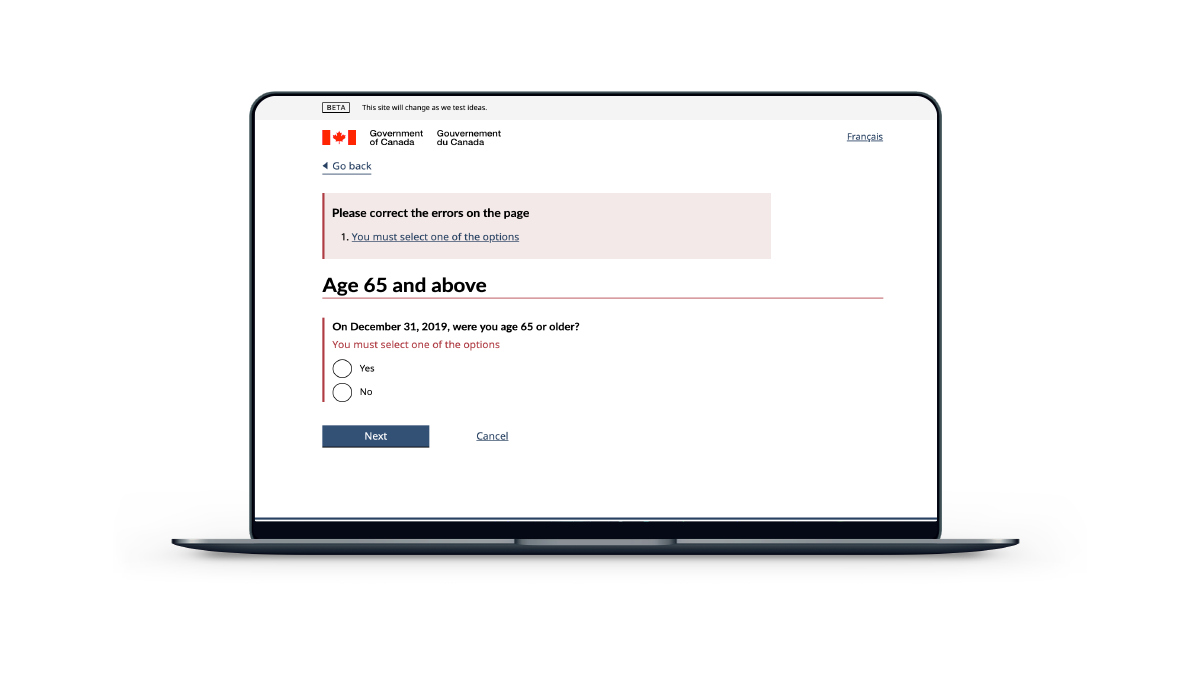 BETA This site will change as we test ideas.
Government of Canada Gouvernement du Canada
Français
Go back
Please correct the errors on the page
1. You must select one of the options
Age 65 and above
On December 31, 2019, were you age 65 or older?
You must select one of the options
Yes
No
Next Cancel